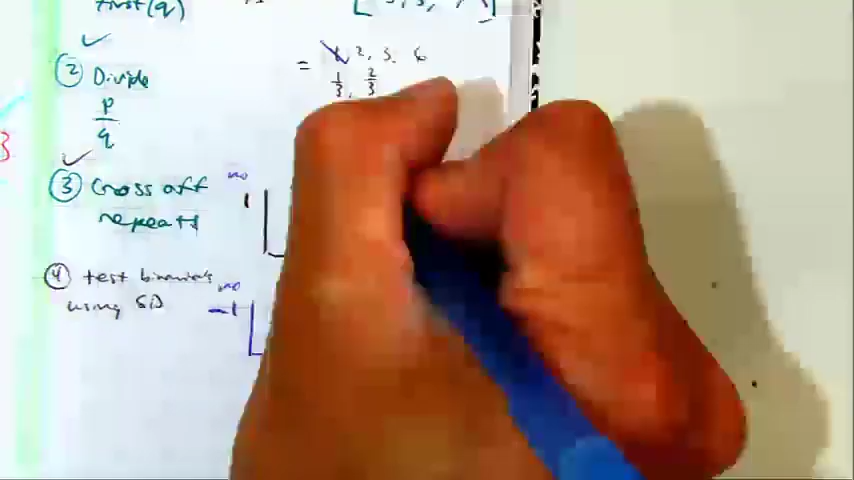 first(q)
② Divide
p
q
= 1, 2, 3, 6
1/3, 2/3
③ Cross off
repeats
no
1
④ test binomials
using SD
no
-1
3